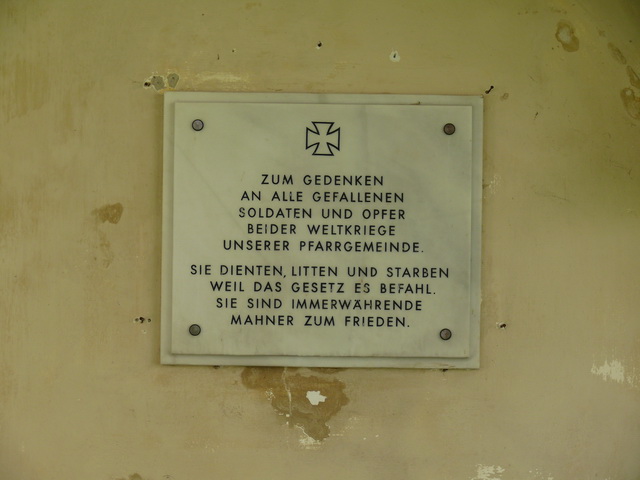 ZUM GEDENKEN
AN ALLE GEFALLENEN
SOLDATEN UND OPFER
BEIDER WELTKRIEGE
UNSERER PFARRGEMEINDE.
SIE DIENTEN, LITTEN UND STARBEN
WEIL DAS GESETZ ES BEFAHL.
SIE SIND IMMERWÄHRENDE
MAHNER ZUM FRIEDEN.